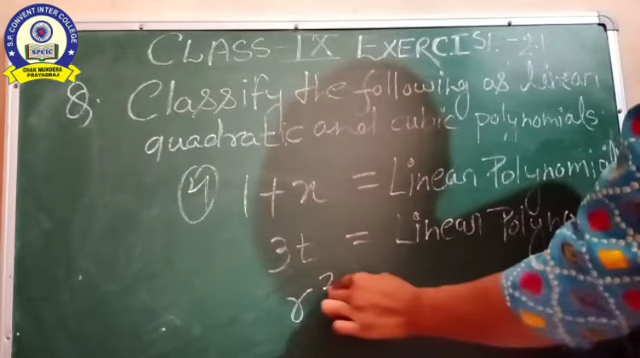 S.P. CONVENT INTER COLLEGE
SPCIC
CHAK MUNDERA
PRAYAGRAJ
CLASS-IX EXERCISE-2.1
Q. Classify the following as linear
quadratic and cubic polynomials.
1+x = Linear Polynomial
3t = Linear Polyno
r²